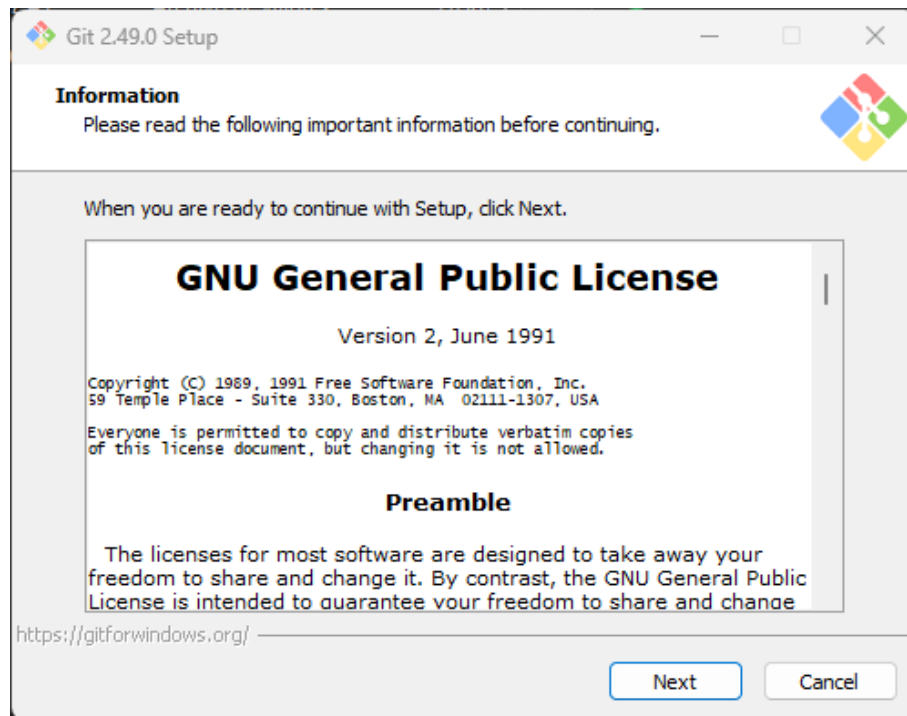 Git 2.49.0 Setup
Information
Please read the following important information before continuing.
When you are ready to continue with Setup, click Next.
GNU General Public License
Version 2, June 1991
Copyright (C) 1989, 1991 Free Software Foundation, Inc.
59 Temple Place - Suite 330, Boston, MA  02111-1307, USA
Everyone is permitted to copy and distribute verbatim copies
of this license document, but changing it is not allowed.
Preamble
The licenses for most software are designed to take away your
freedom to share and change it. By contrast, the GNU General Public
License is intended to guarantee your freedom to share and change
https://gitforwindows.org/
Next
Cancel